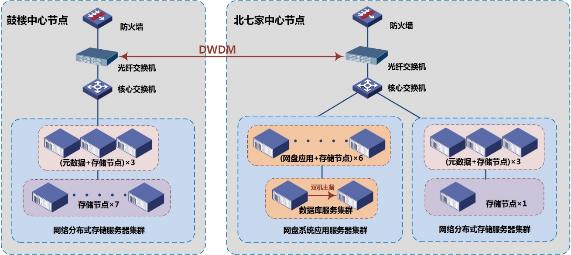 鼓楼中心节点
防火墙
光纤交换机
核心交换机
(元数据+存储节点)×3
存储节点×7
网络分布式存储服务器集群
DWDM
北七家中心节点
防火墙
光纤交换机
核心交换机
(网盘应用+存储节点)×6
双机主备
数据库服务集群
网盘系统应用服务器集群
(元数据+存储节点)×3
存储节点×1
网络分布式存储服务器集群